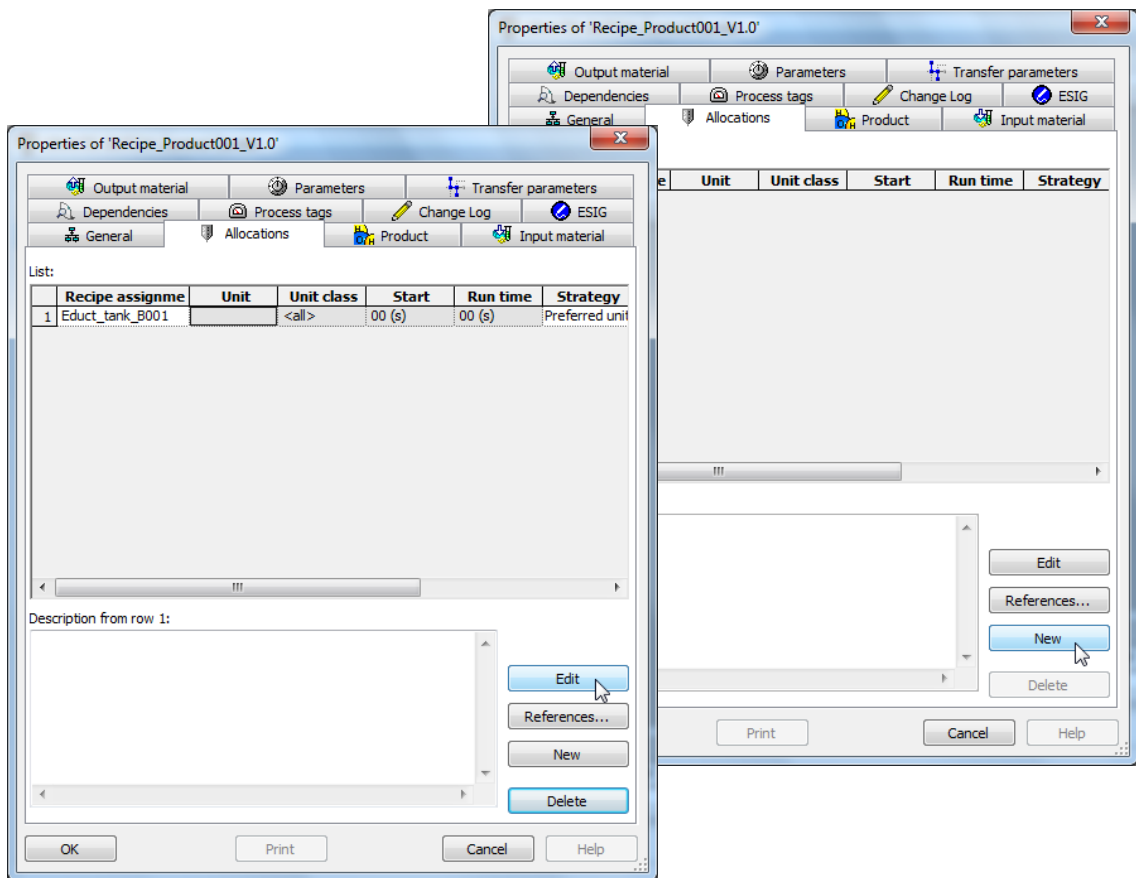 Properties of 'Recipe_Product001_V1.0'
Output material Parameters Transfer parameters
Dependencies Process tags Change Log ESIG
General Allocations Product Input material
e Unit Unit class Start Run time Strategy
Edit
References...
New
Delete
Print Cancel Help
Properties of 'Recipe_Product001_V1.0'
Output material Parameters Transfer parameters
Dependencies Process tags Change Log ESIG
General Allocations Product Input material
List:
Recipe assignme Unit Unit class Start Run time Strategy
1 Educt_tank_B001 <all> 00 (s) 00 (s) Preferred unit
Description from row 1:
Edit
References...
New
Delete
OK Print Cancel Help